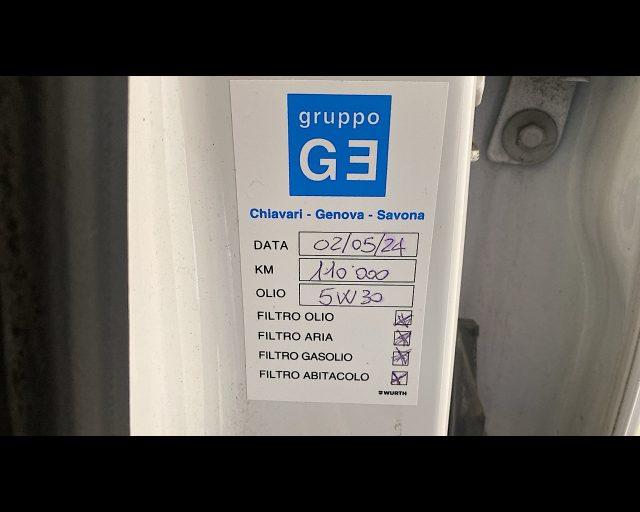 gruppo
GE
Chiavari - Genova - Savona
DATA 02/05/24
KM 110.000
OLIO 5W30
FILTRO OLIO
FILTRO ARIA
FILTRO GASOLIO
FILTRO ABITACOLO
WÜRTH